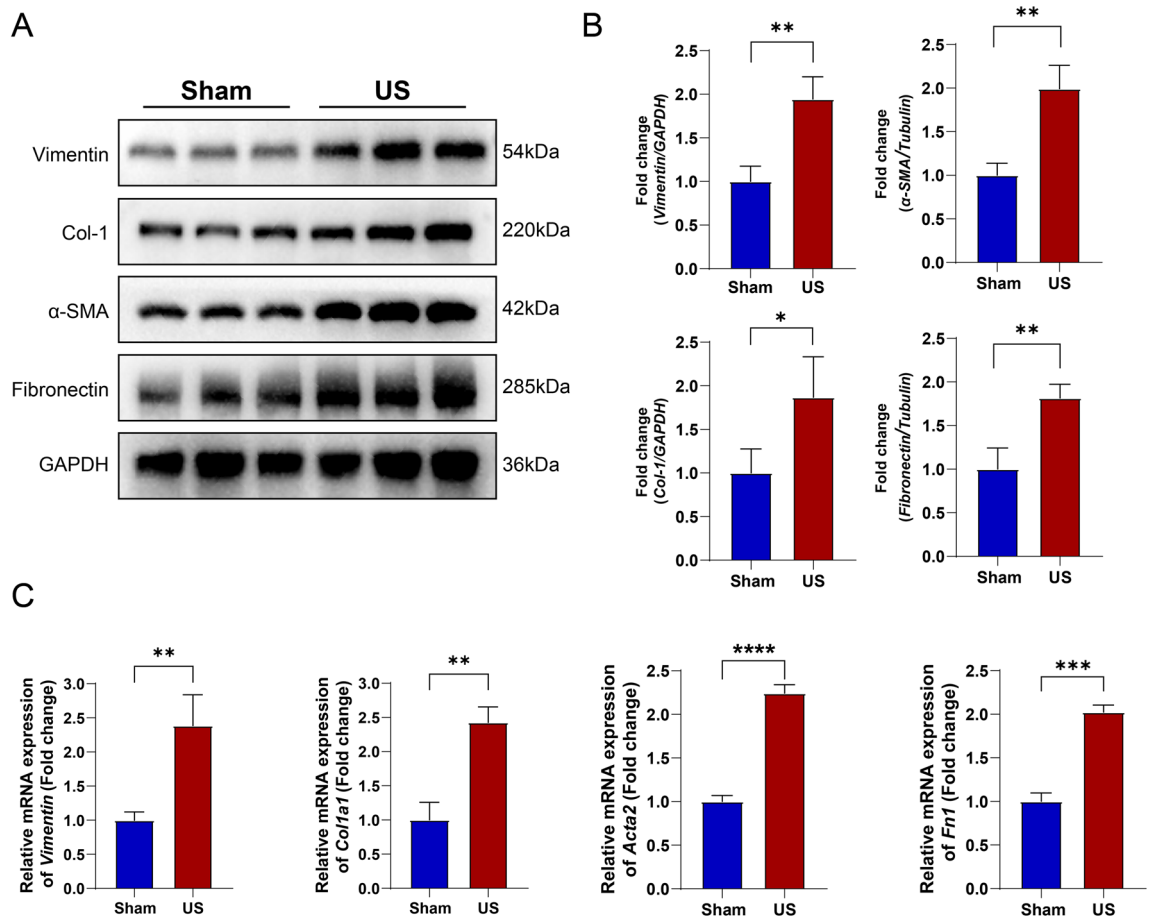 A
Sham US
Vimentin 54kDa
Col-1 220kDa
α-SMA 42kDa
Fibronectin 285kDa
GAPDH 36kDa
B
**
Fold change
(Vimentin/GAPDH)
2.5
2.0
1.5
1.0
0.5
0.0
Sham US
**
Fold change
(α-SMA/Tubulin)
2.5
2.0
1.5
1.0
0.5
0.0
Sham US
*
Fold change
(Col-1/GAPDH)
2.5
2.0
1.5
1.0
0.5
0.0
Sham US
**
Fold change
(Fibronectin/Tubulin)
2.5
2.0
1.5
1.0
0.5
0.0
Sham US
C
**
Relative mRNA expression
of Vimentin (Fold change)
3.0
2.5
2.0
1.5
1.0
0.5
0.0
Sham US
**
Relative mRNA expression
of Col1a1 (Fold change)
3.0
2.5
2.0
1.5
1.0
0.5
0.0
Sham US
****
Relative mRNA expression
of Acta2 (Fold change)
2.5
2.0
1.5
1.0
0.5
0.0
Sham US
***
Relative mRNA expression
of Fn1 (Fold change)
2.5
2.0
1.5
1.0
0.5
0.0
Sham US